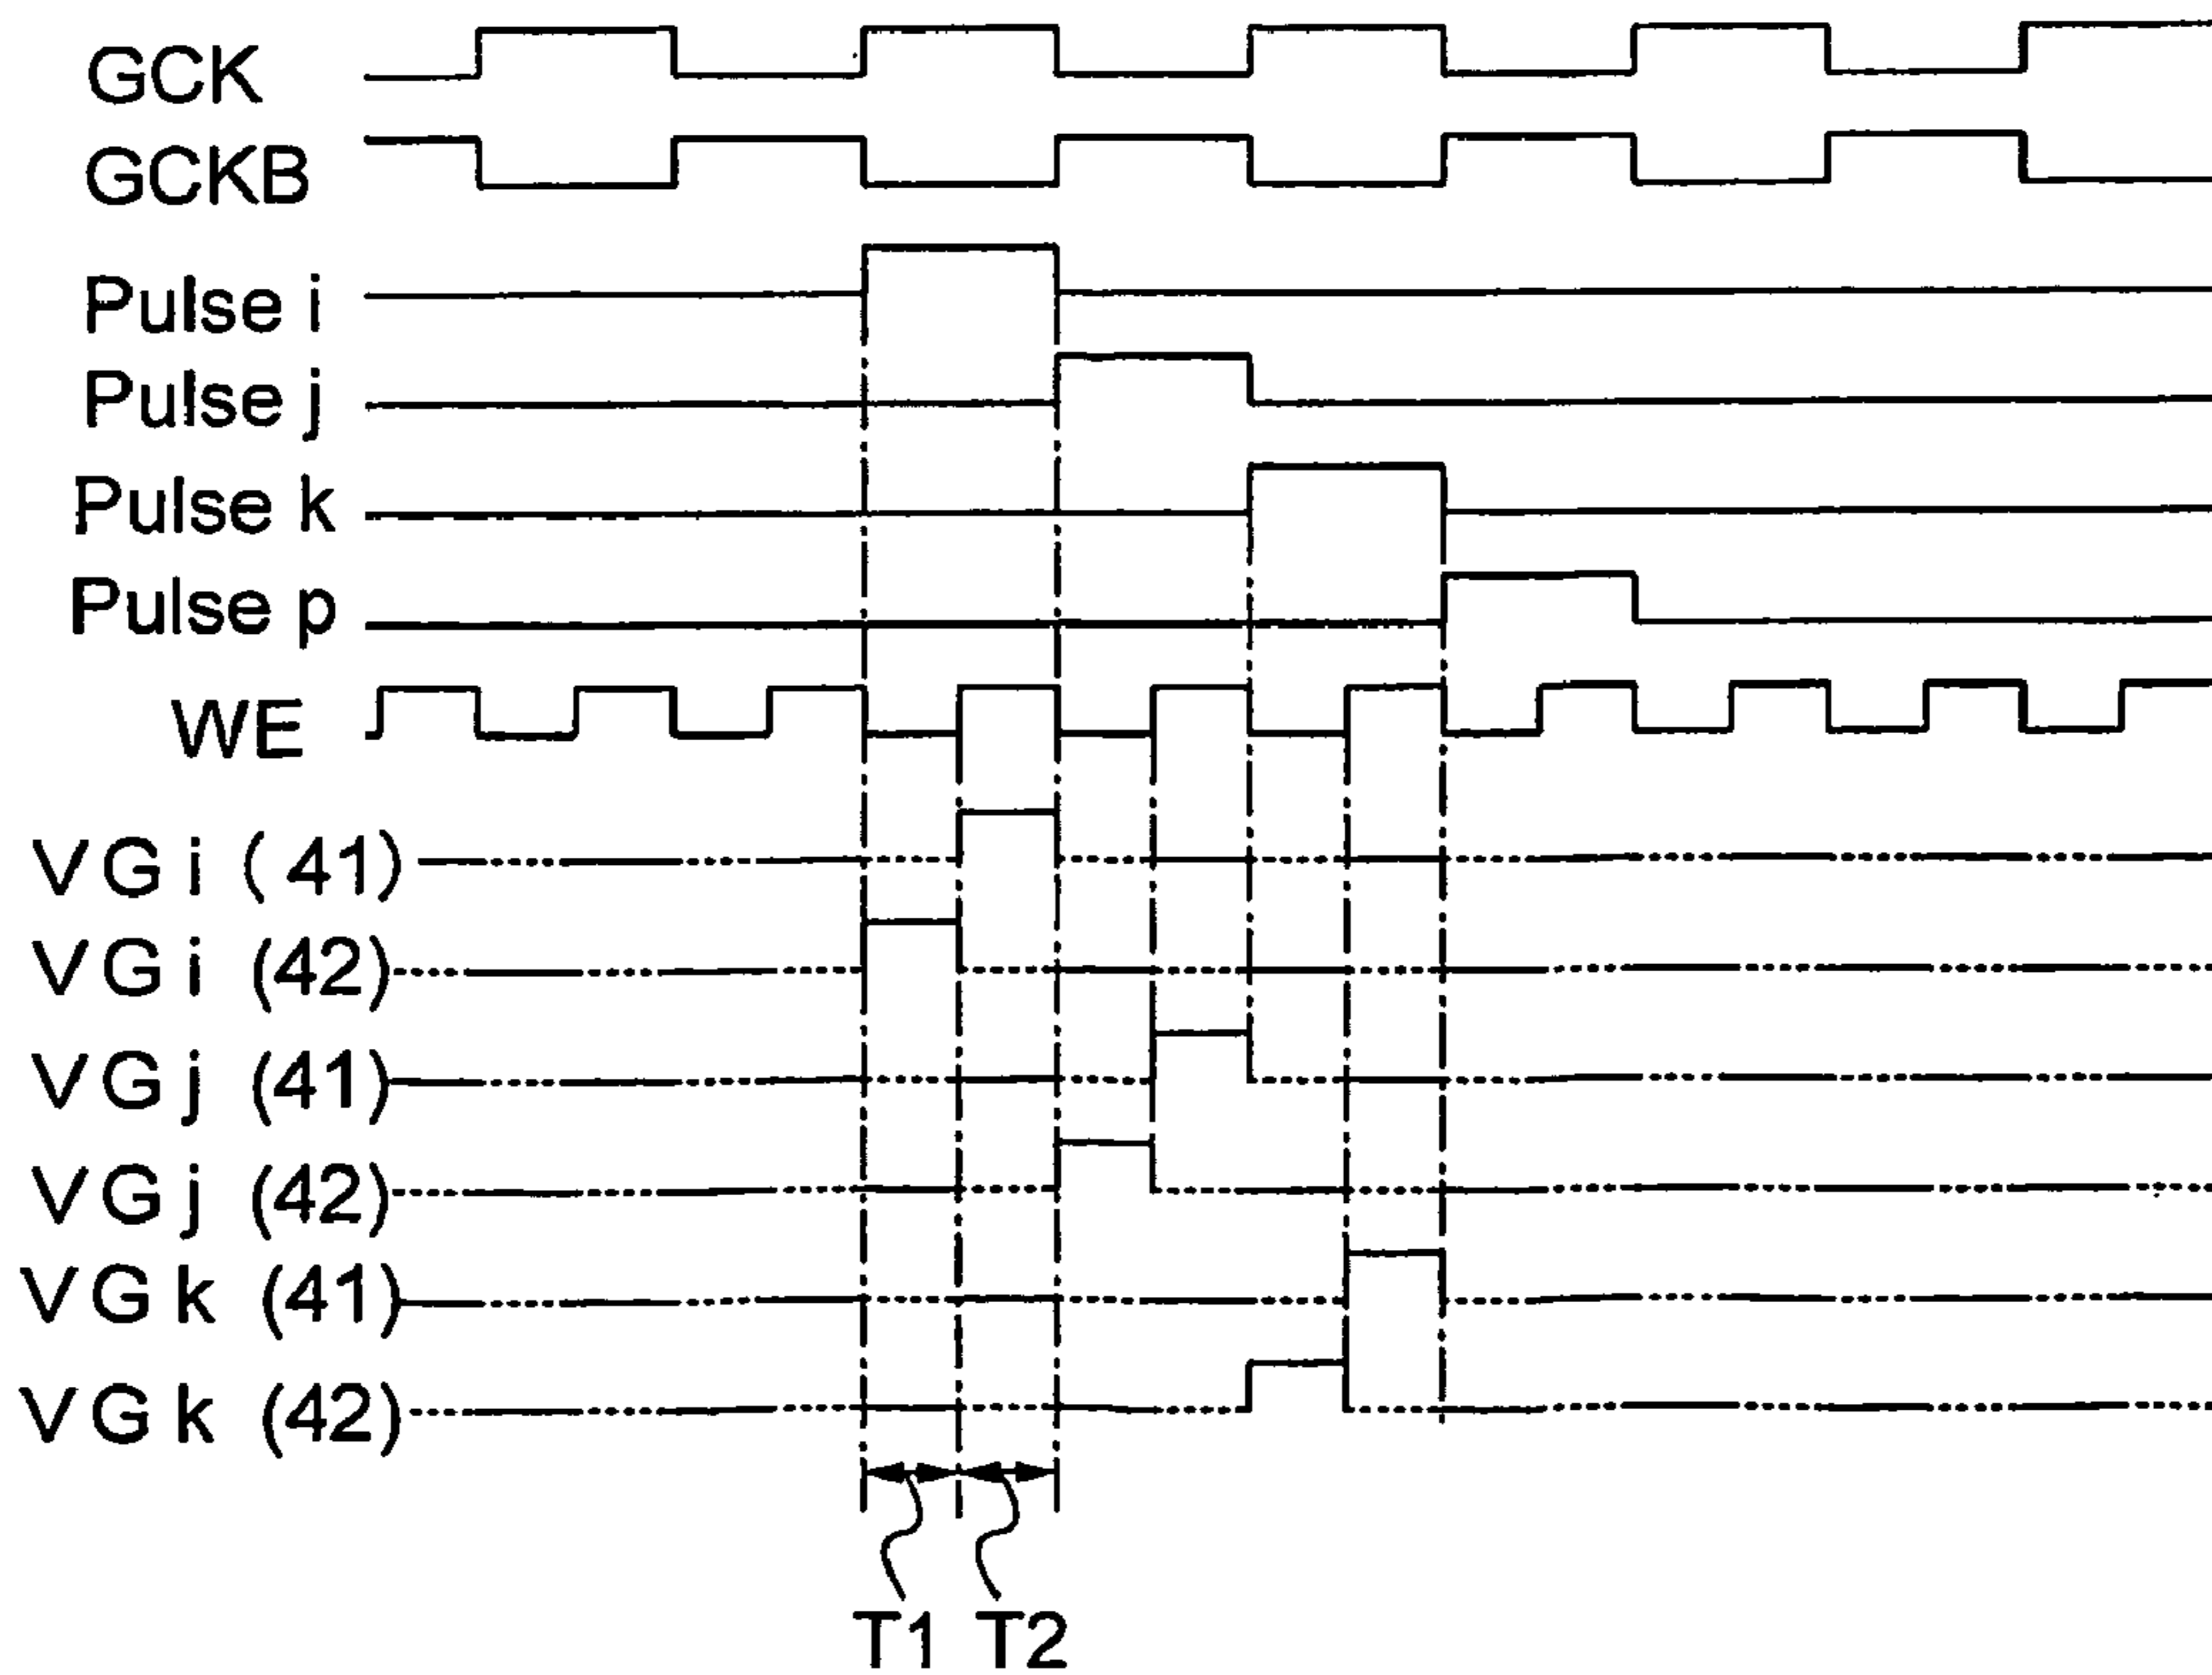 GCK
GCKB
Pulse i
Pulse j
Pulse k
Pulse p
WE
VG i (41)
VG i (42)
VG j (41)
VG j (42)
VG k (41)
VG k (42)
T1 T2